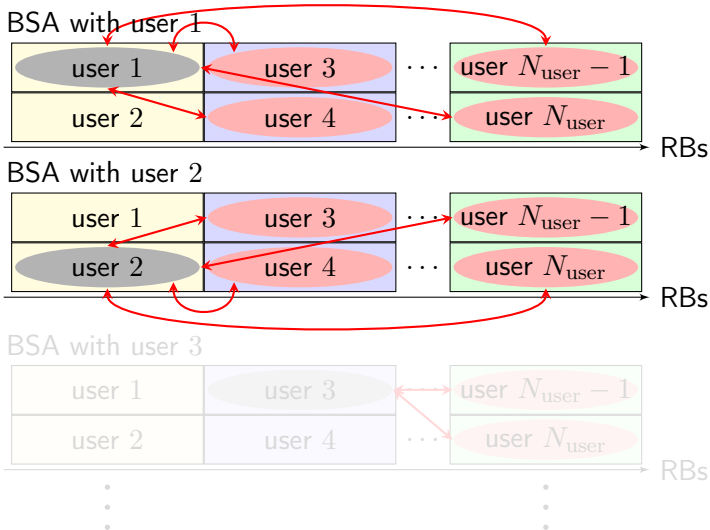 BSA with user 1
user 1 user 3 ··· user N_user − 1
user 2 user 4 ··· user N_user
RBs
BSA with user 2
user 1 user 3 ··· user N_user − 1
user 2 user 4 ··· user N_user
RBs
BSA with user 3
user 1 user 3 ··· user N_user − 1
user 2 user 4 ··· user N_user
RBs